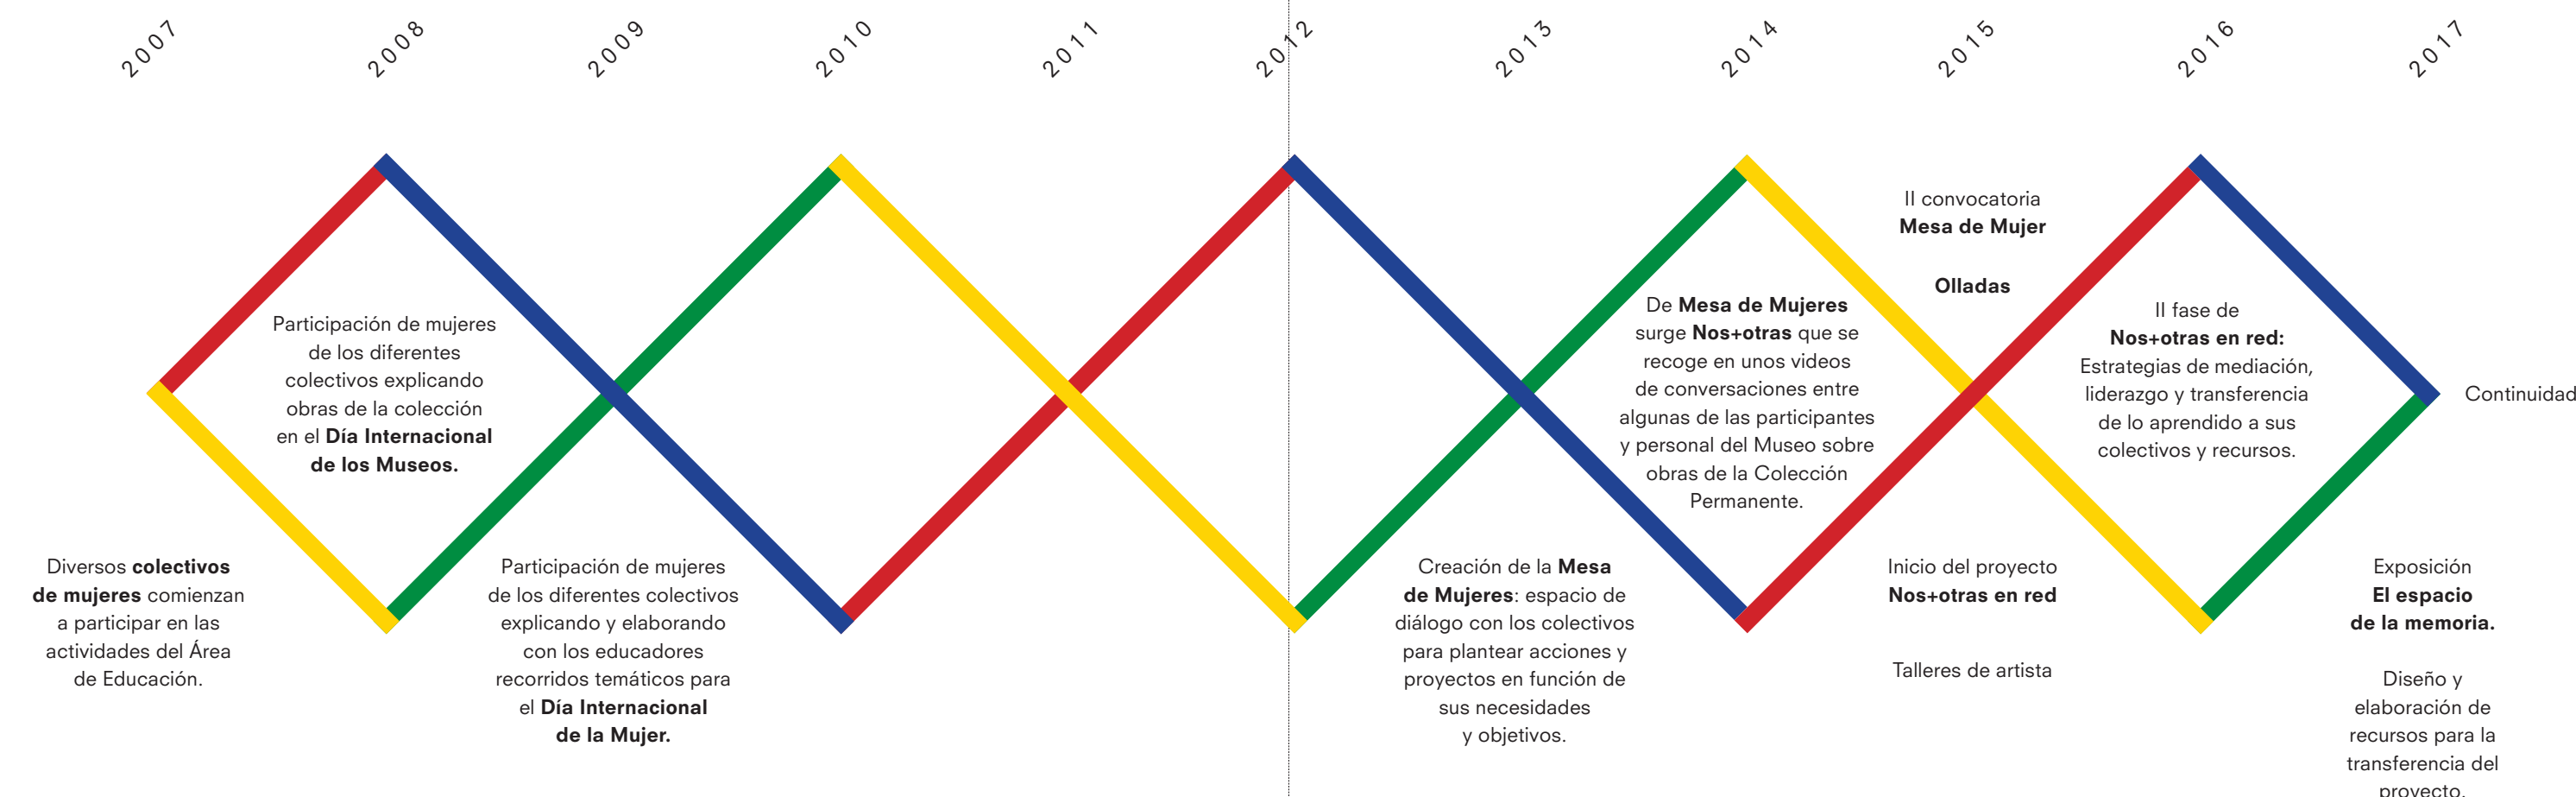 2007
2008
2009
2010
2011
2012
2013
2014
2015
2016
2017
Diversos colectivos
de mujeres comienzan
a participar en las
actividades del Área
de Educación.
Participación de mujeres
de los diferentes
colectivos explicando
obras de la colección
en el Día Internacional
de los Museos.
Participación de mujeres
de los diferentes colectivos
explicando y elaborando
con los educadores
recorridos temáticos para
el Día Internacional
de la Mujer.
Creación de la Mesa
de Mujeres: espacio de
diálogo con los colectivos
para plantear acciones y
proyectos en función de
sus necesidades
y objetivos.
De Mesa de Mujeres
surge Nos+otras que se
recoge en unos videos
de conversaciones entre
algunas de las participantes
y personal del Museo sobre
obras de la Colección
Permanente.
II convocatoria
Mesa de Mujer
Olladas
Inicio del proyecto
Nos+otras en red
Talleres de artista
II fase de
Nos+otras en red:
Estrategias de mediación,
liderazgo y transferencia
de lo aprendido a sus
colectivos y recursos.
Continuidad
Exposición
El espacio
de la memoria.
Diseño y
elaboración de
recursos para la
transferencia del
proyecto.